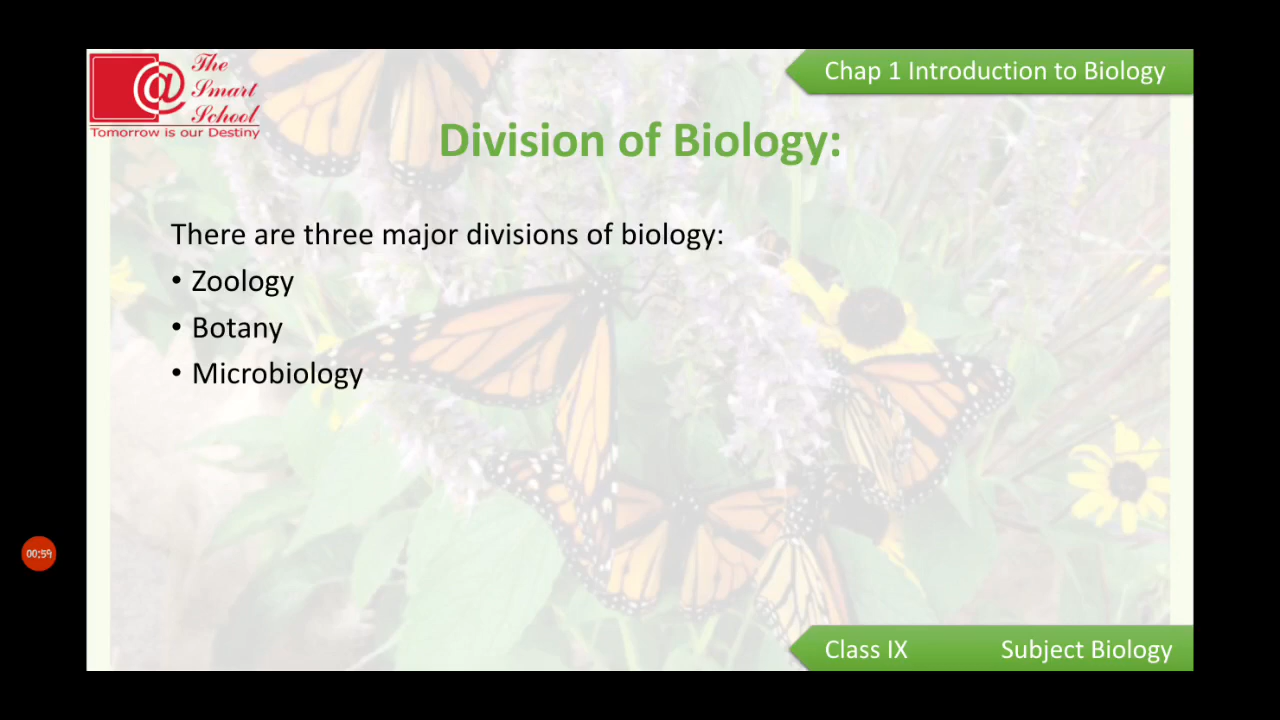 The
Smart
School
Tomorrow is our Destiny
Chap 1 Introduction to Biology
Division of Biology:
There are three major divisions of biology:
• Zoology
• Botany
• Microbiology
00:59
Class IX Subject Biology